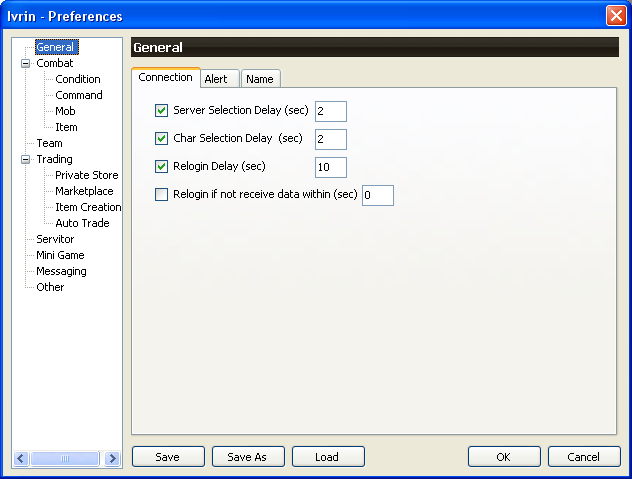 Ivrin - Preferences
General
Combat
Condition
Command
Mob
Item
Team
Trading
Private Store
Marketplace
Item Creation
Auto Trade
Servitor
Mini Game
Messaging
Other
General
Connection Alert Name
Server Selection Delay (sec) 2
Char Selection Delay (sec) 2
Relogin Delay (sec) 10
Relogin if not receive data within (sec) 0
Save Save As Load OK Cancel